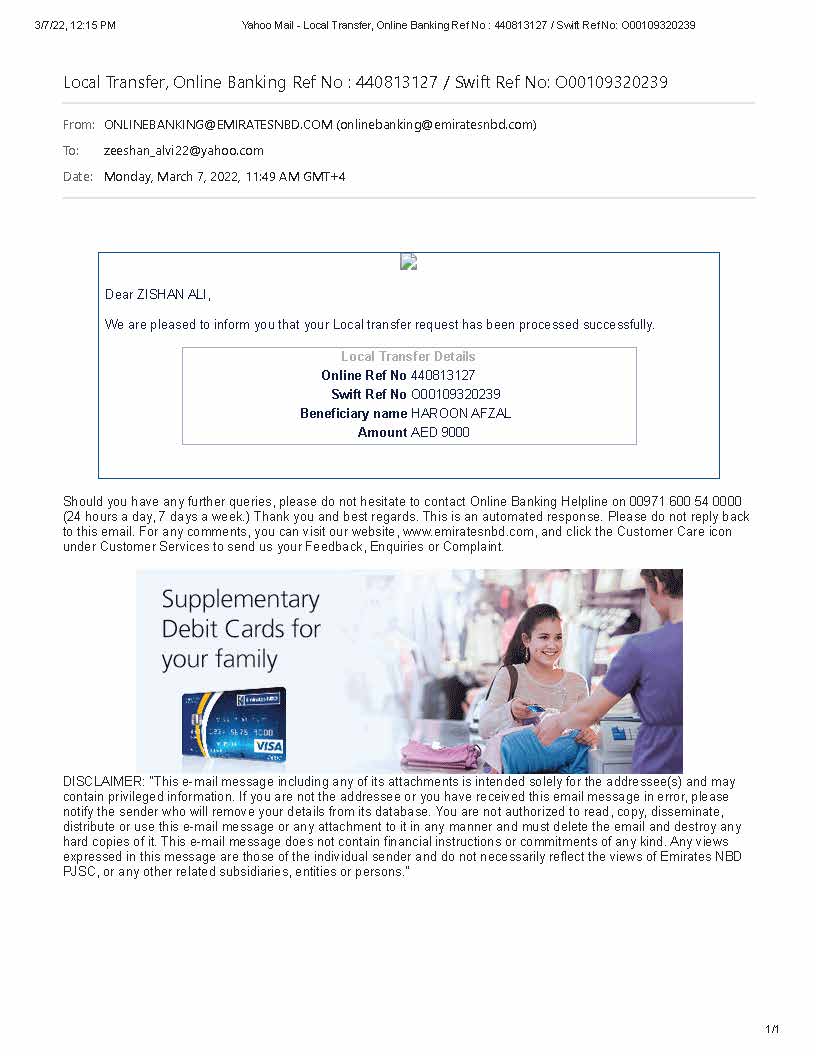 3/7/22, 12:15 PM Yahoo Mail - Local Transfer, Online Banking Ref No : 440813127 / Swift Ref No: O00109320239
Local Transfer, Online Banking Ref No : 440813127 / Swift Ref No: O00109320239
From: ONLINEBANKING@EMIRATESNBD.COM (onlinebanking@emiratesnbd.com)
To: zeeshan_alvi22@yahoo.com
Date: Monday, March 7, 2022, 11:49 AM GMT+4
Dear ZISHAN ALI,
We are pleased to inform you that your Local transfer request has been processed successfully.
Local Transfer Details
Online Ref No 440813127
Swift Ref No O00109320239
Beneficiary name HAROON AFZAL
Amount AED 9000
Should you have any further queries, please do not hesitate to contact Online Banking Helpline on 00971 600 54 0000
(24 hours a day, 7 days a week.) Thank you and best regards. This is an automated response. Please do not reply back
to this email. For any comments, you can visit our website, www.emiratesnbd.com, and click the Customer Care icon
under Customer Services to send us your Feedback, Enquiries or Complaint.
Supplementary
Debit Cards for
your family
Emirates NBD
VISA
DISCLAIMER: "This e-mail message including any of its attachments is intended solely for the addressee(s) and may
contain privileged information. If you are not the addressee or you have received this email message in error, please
notify the sender who will remove your details from its database. You are not authorized to read, copy, disseminate,
distribute or use this e-mail message or any attachment to it in any manner and must delete the email and destroy any
hard copies of it. This e-mail message does not contain financial instructions or commitments of any kind. Any views
expressed in this message are those of the individual sender and do not necessarily reflect the views of Emirates NBD
PJSC, or any other related subsidiaries, entities or persons."
1/1